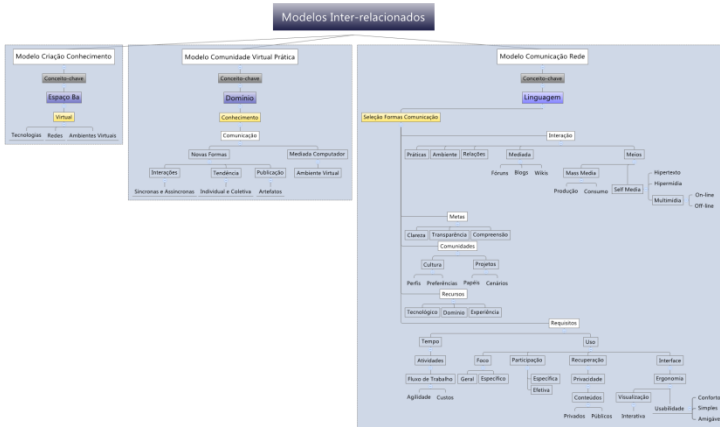 Modelos Inter-relacionados
Modelo Criação Conhecimento
Conceito-chave
Espaço Ba
Virtual
Tecnologias Redes Ambientes Virtuais
Modelo Comunidade Virtual Prática
Conceito-chave
Domínio
Conhecimento
Comunicação
Novas Formas Mediado Computador
Interações Tendência Publicação Ambiente Virtual
Síncronas e Assíncronas Individual e Coletiva Artefatos
Modelo Comunicação Rede
Conceito-chave
Linguagem
Seleção Formas Comunicação
Interação
Práticas Ambiente Relações Mediada Meios
Fóruns Blogs Wikis
Mass Media
Produção Consumo
Self Media
Hipertexto
Hipermídia
Multimídia
On-line
Off-line
Metas
Clareza Transparência Compreensão
Comunidades
Cultura Projetos
Perfis Preferências Papéis Cenários
Recursos
Tecnológico Domínio Experiência
Requisitos
Tempo Uso
Atividades Foco Participação Recuperação Interface
Fluxo de Trabalho Geral Específico Específica Privacidade Ergonomia
Efetiva
Agilidade Custos
Conteúdos
Privados Públicos
Visualização
Interativa
Usabilidade
Simples